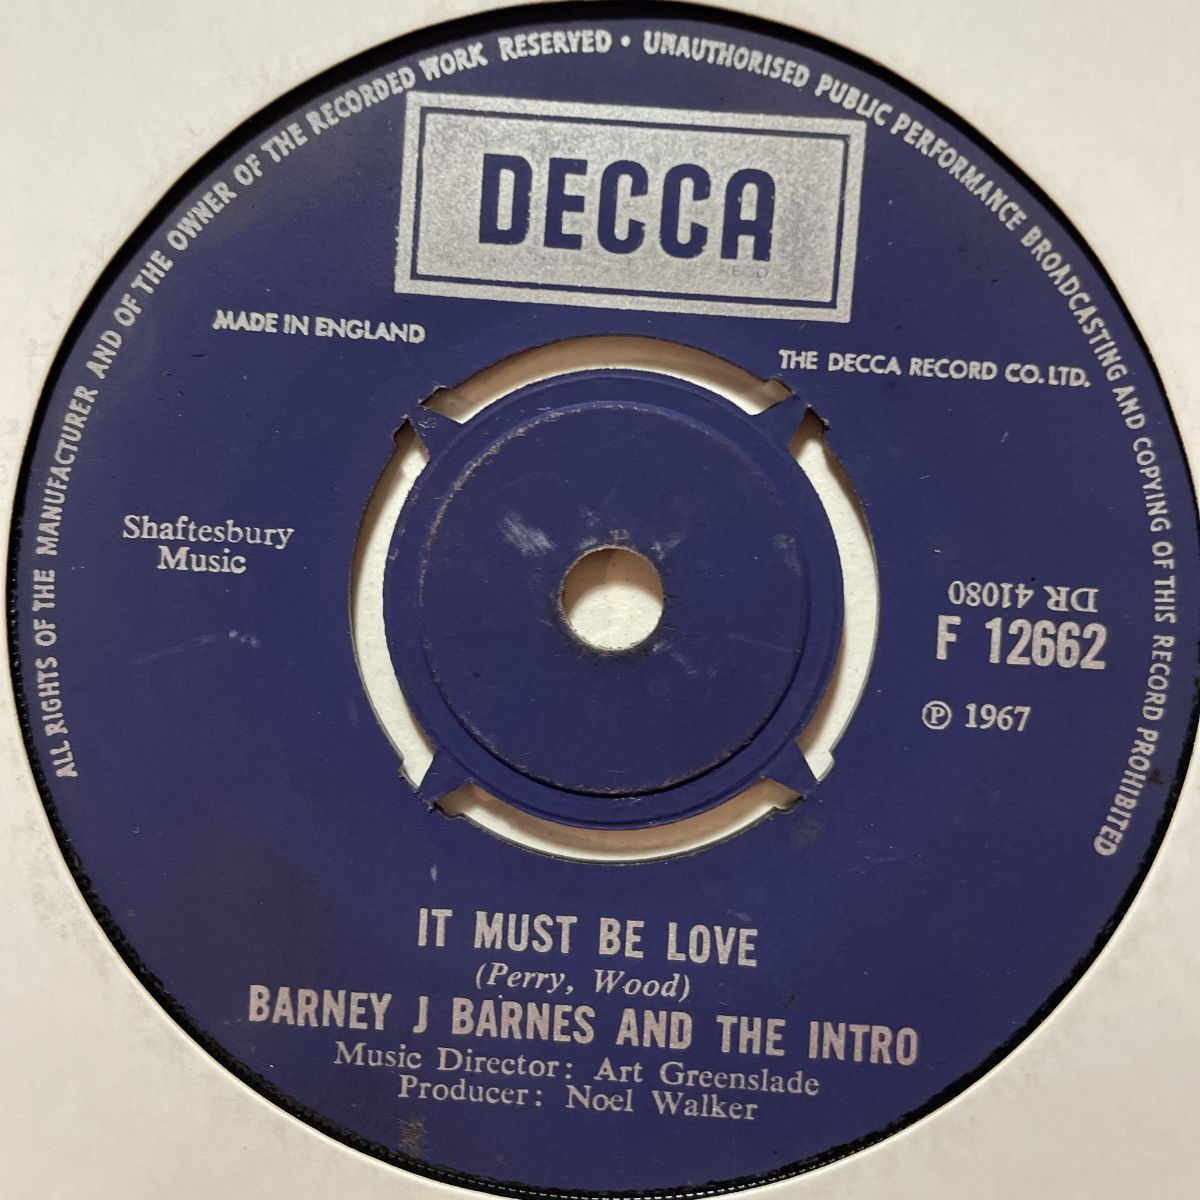 ALL RIGHTS OF THE MANUFACTURER AND OF THE OWNER OF THE RECORDED WORK RESERVED • UNAUTHORISED PUBLIC PERFORMANCE BROADCASTING AND COPYING OF THIS RECORD PROHIBITED
DECCA
REGD
MADE IN ENGLAND
THE DECCA RECORD CO. LTD.
Shaftesbury
Music
DR 41080
F 12662
℗ 1967
IT MUST BE LOVE
(Perry, Wood)
BARNEY J BARNES AND THE INTRO
Music Director: Art Greenslade
Producer: Noel Walker